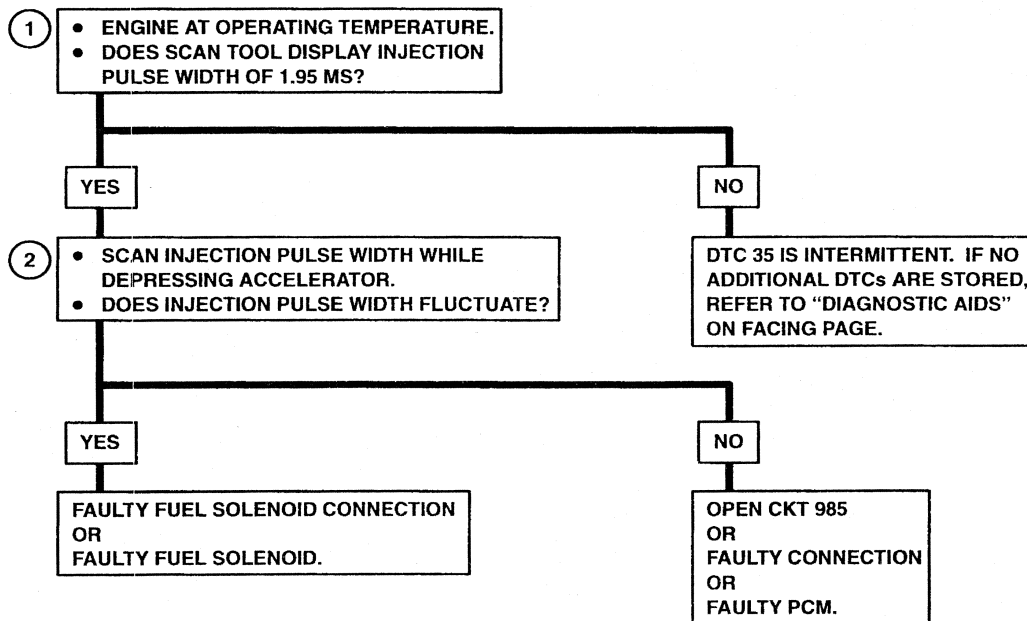 1
• ENGINE AT OPERATING TEMPERATURE.
• DOES SCAN TOOL DISPLAY INJECTION
PULSE WIDTH OF 1.95 MS?
YES
NO
2
• SCAN INJECTION PULSE WIDTH WHILE
DEPRESSING ACCELERATOR.
• DOES INJECTION PULSE WIDTH FLUCTUATE?
DTC 35 IS INTERMITTENT. IF NO
ADDITIONAL DTCs ARE STORED,
REFER TO “DIAGNOSTIC AIDS”
ON FACING PAGE.
YES
NO
FAULTY FUEL SOLENOID CONNECTION
OR
FAULTY FUEL SOLENOID.
OPEN CKT 985
OR
FAULTY CONNECTION
OR
FAULTY PCM.